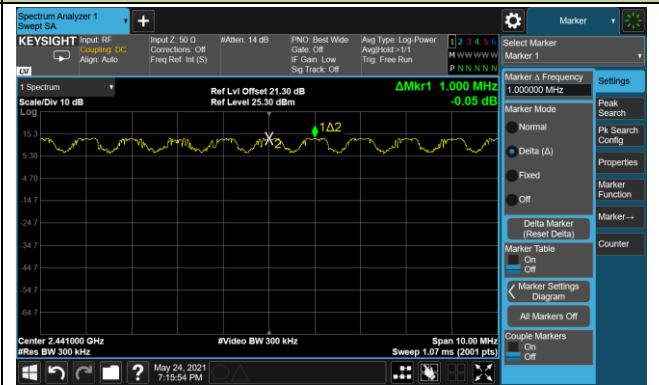 Spectrum Analyzer 1
Swept SA
Marker
KEYSIGHT
Input: RF
Coupling: DC
Align: Auto
Input Z: 50 Ω
Corrections: Off
Freq Ref: Int (S)
#Atten: 14 dB
PNO: Best Wide
Gate: Off
IF Gain: Low
Sig Track: Off
Avg Type: Log-Power
Avg|Hold:>1/1
Trig: Free Run
1 2 3 4 5 6
M W W W W W
P N N N N N
LXI
1 Spectrum
Scale/Div 10 dB
Ref Lvl Offset 21.30 dB
Ref Level 25.30 dBm
ΔMkr1 1.000 MHz
-0.05 dB
Log
15.3
5.30
-4.70
-14.7
-24.7
-34.7
-44.7
-54.7
-64.7
1Δ2
2
Center 2.441000 GHz
#Res BW 300 kHz
#Video BW 300 kHz
Span 10.00 MHz
Sweep 1.07 ms (2001 pts)
May 24, 2021
7:15:54 PM
Select Marker
Marker 1
Marker Δ Frequency
1.000000 MHz
Marker Mode
Normal
Delta (Δ)
Fixed
Off
Delta Marker
(Reset Delta)
Marker Table
On
Off
Marker Settings
Diagram
All Markers Off
Couple Markers
On
Off
Settings
Peak
Search
Pk Search
Config
Properties
Marker
Function
Marker→
Counter